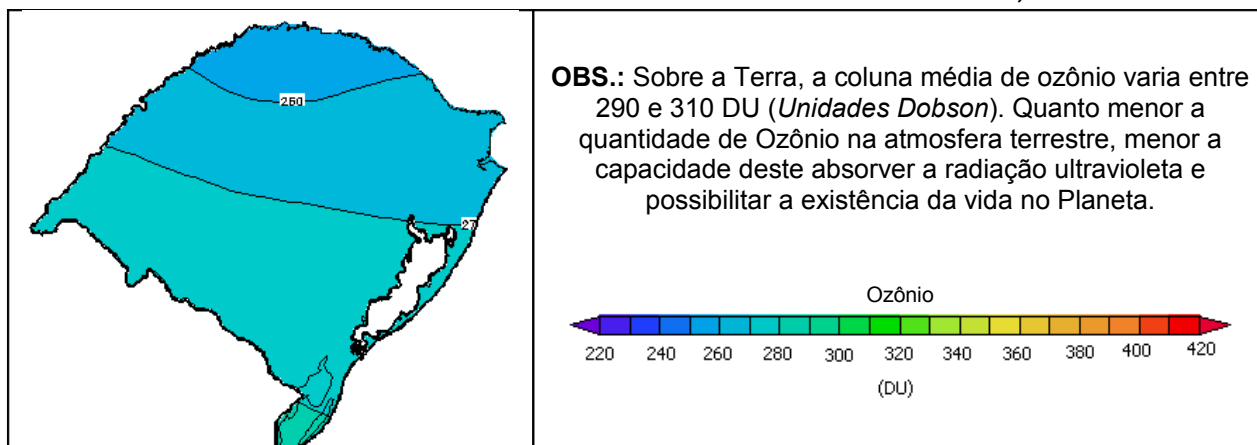 260
27
OBS.: Sobre a Terra, a coluna média de ozônio varia entre
290 e 310 DU (Unidades Dobson). Quanto menor a
quantidade de Ozônio na atmosfera terrestre, menor a
capacidade deste absorver a radiação ultravioleta e
possibilitar a existência da vida no Planeta.
Ozônio
220 240 260 280 300 320 340 360 380 400 420
(DU)